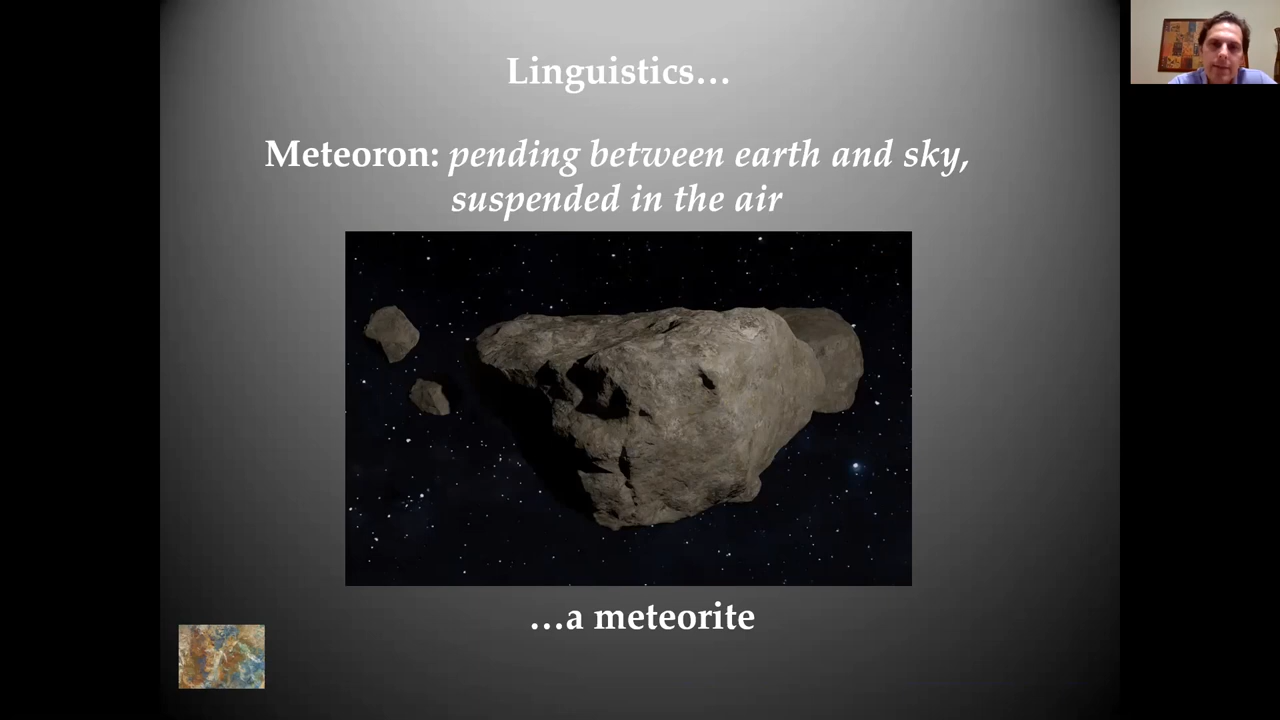 Linguistics…
Meteoron: pending between earth and sky,
suspended in the air
…a meteorite